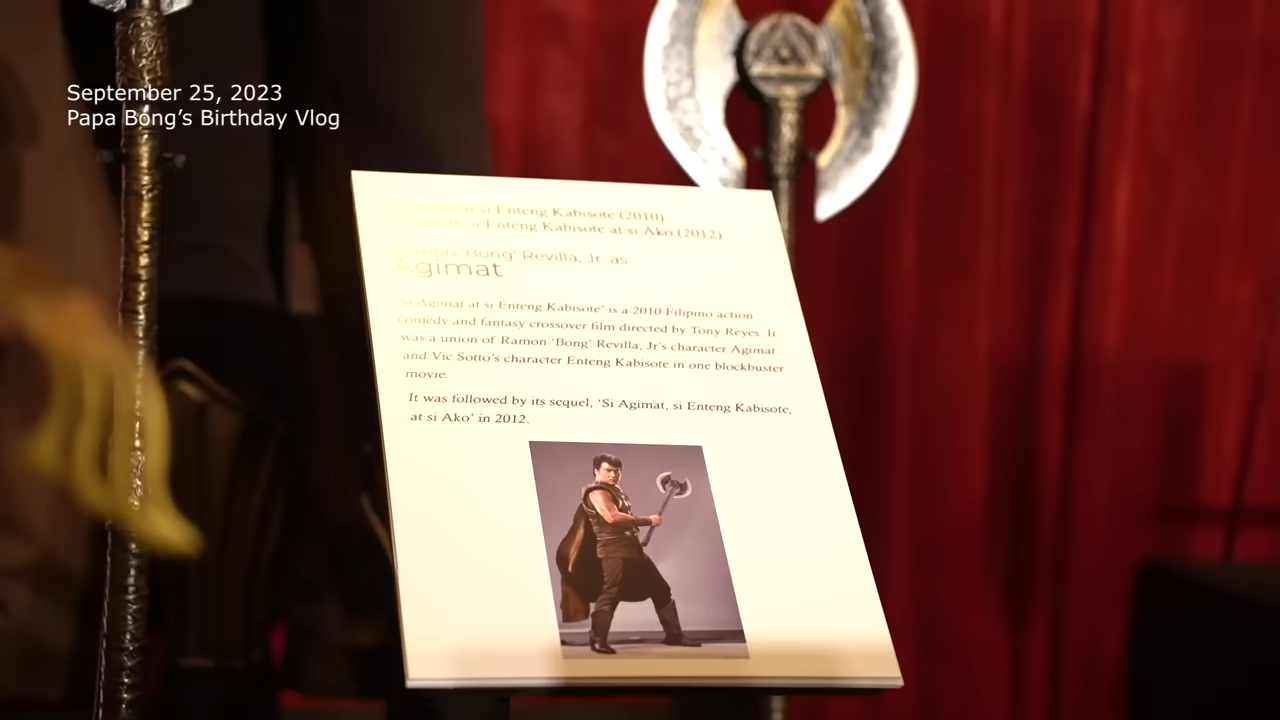 September 25, 2023
Papa Bong's Birthday Vlog
si Enteng Kabisote (2010)
si Enteng Kabisote at si Ako (2012)
Ramon 'Bong' Revilla, Jr. as
Agimat
'Si Agimat at si Enteng Kabisote' is a 2010 Filipino action
comedy and fantasy crossover film directed by Tony Reyes. It
was a union of Ramon 'Bong' Revilla, Jr's character Agimat
and Vic Sotto's character Enteng Kabisote in one blockbuster
movie.
It was followed by its sequel, 'Si Agimat, si Enteng Kabisote,
at si Ako' in 2012.